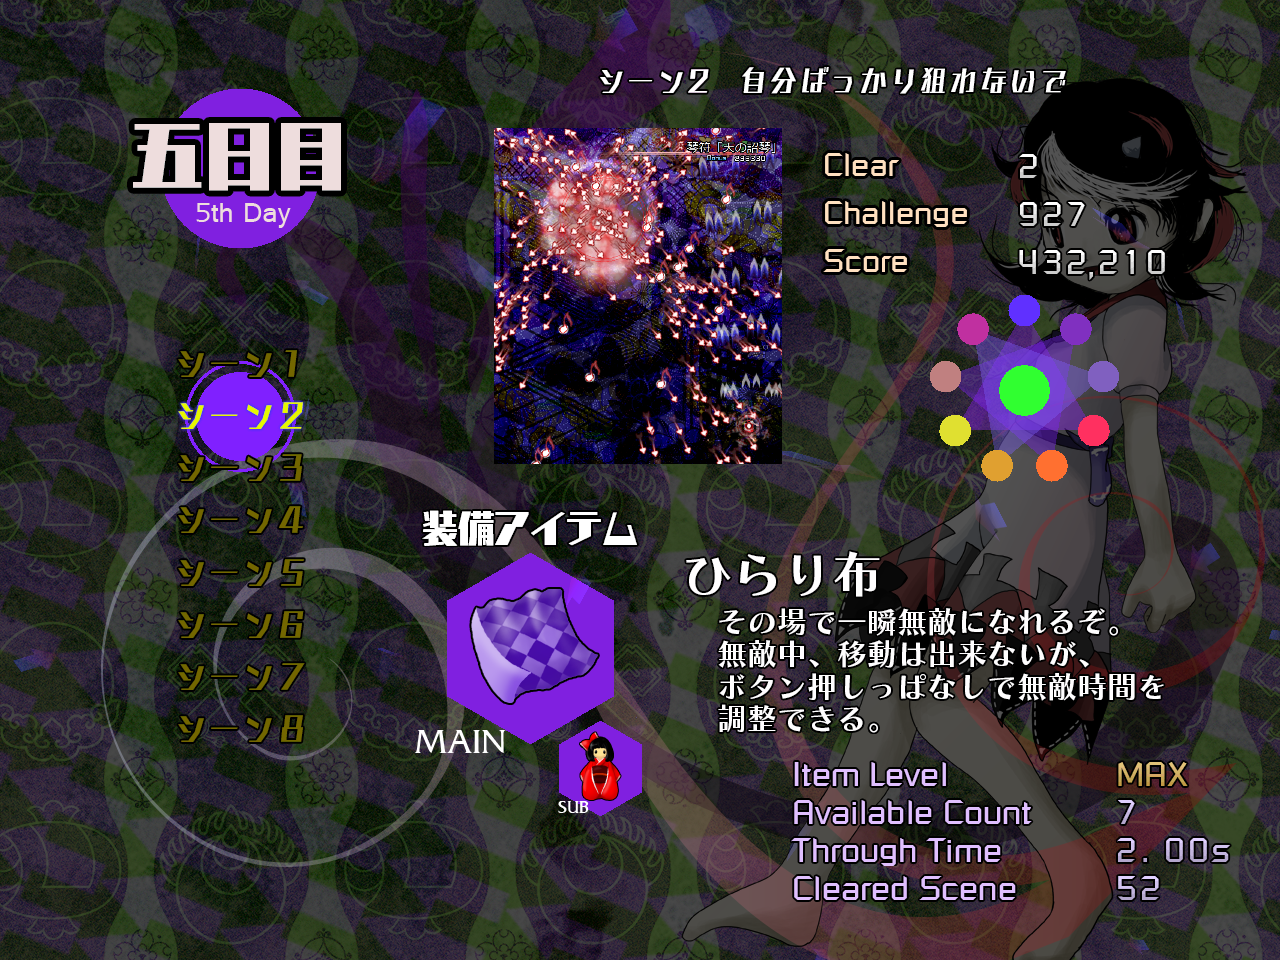 シーン2　自分ばっかり狙わないで
五日目
5th Day
琴符「天の詔琴」
Clear 2
Challenge 927
Score 432,210
シーン1
シーン2
シーン3
シーン4
シーン5
シーン6
シーン7
シーン8
装備アイテム
MAIN
SUB
ひらり布
その場で一瞬無敵になれるぞ。
無敵中、移動は出来ないが、
ボタン押しっぱなしで無敵時間を
調整できる。
Item Level MAX
Available Count 7
Through Time 2.00s
Cleared Scene 52